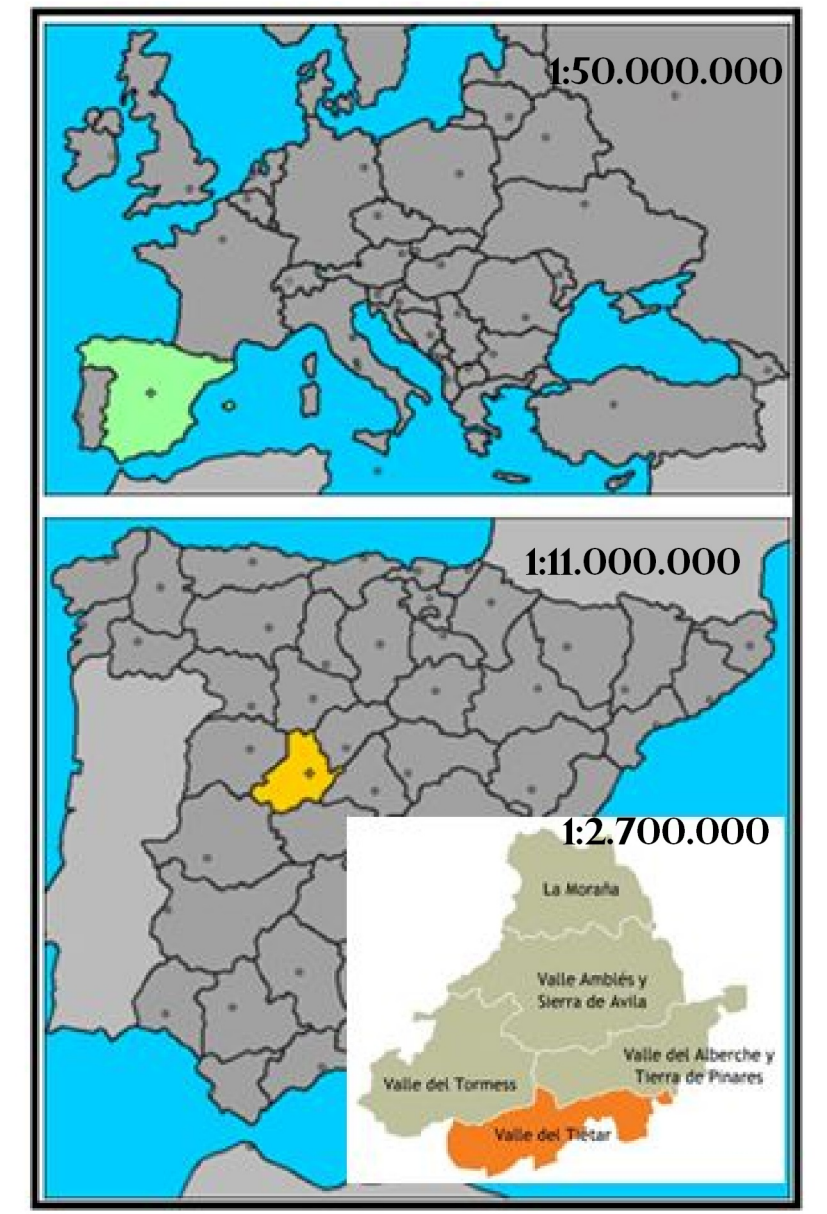 1:50.000.000
1:11.000.000
1:2.700.000
La Moraña
Valle Amblés y
Sierra de Avila
Valle del Alberche y
Tierra de Pinares
Valle del Tormess
Valle del Tietar